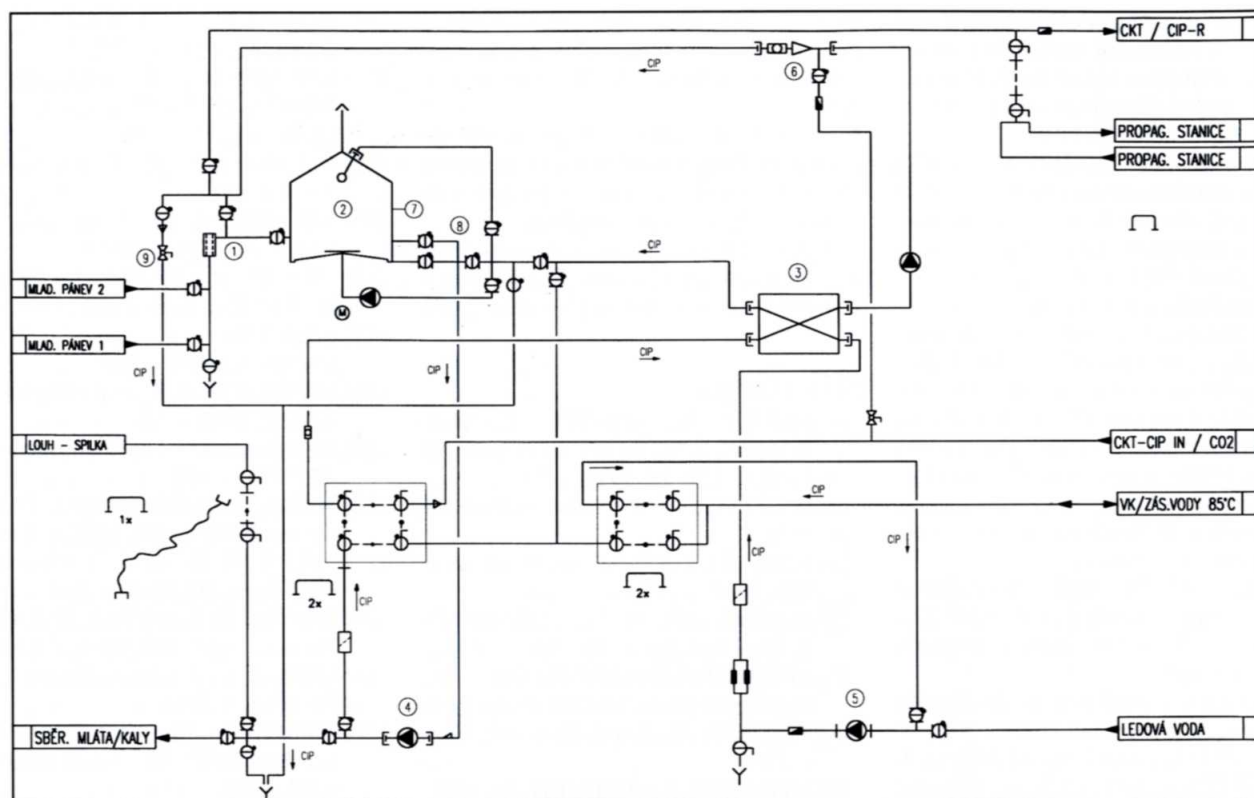 CKT / CIP-R
CIP
6
PROPAG. STANICE
PROPAG. STANICE
2
7
8
9
1
3
MLAD. PÁNEV 2
M
MLAD. PÁNEV 1
CIP
CIP
CIP
CIP
LOUH - SPILKA
CKT-CIP IN / CO2
1x
CIP
VK/ZÁS.VODY 85°C
CIP
CIP
CIP
2x
2x
4
5
SBĚR. MLÁTA/KALY
LEDOVÁ VODA
CIP